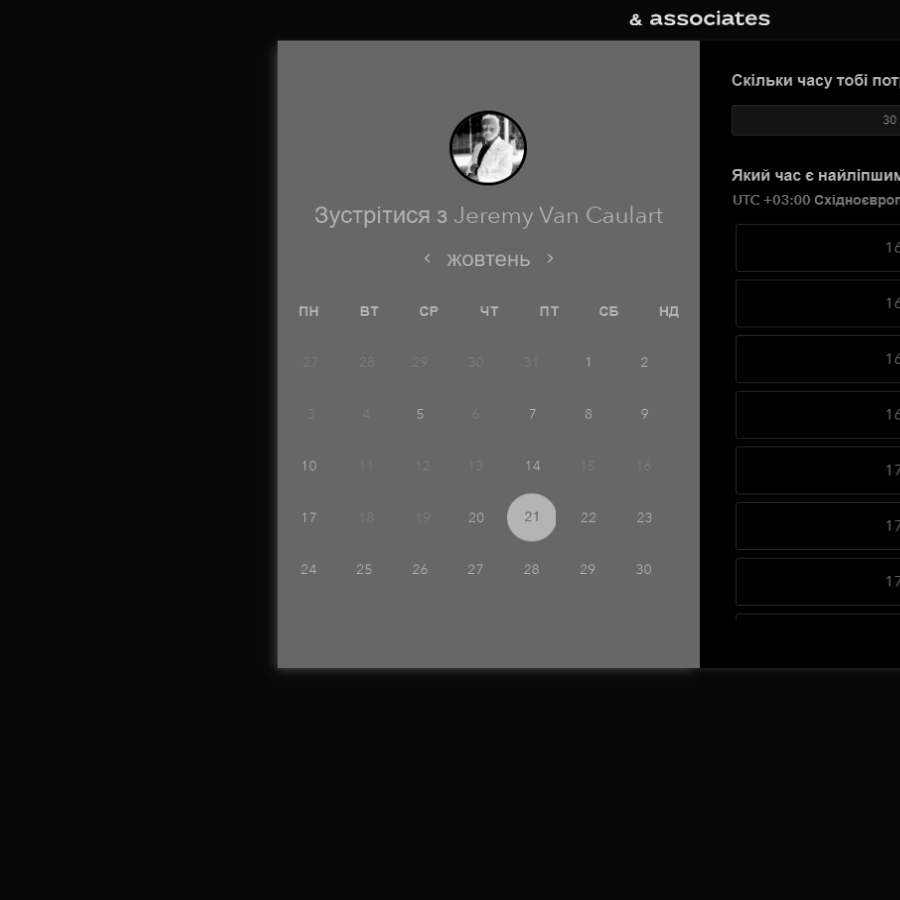 & associates
Зустрітися з Jeremy Van Caulart
‹ жовтень ›
ПН ВТ СР ЧТ ПТ СБ НД
27 28 29 30 31 1 2
3 4 5 6 7 8 9
10 11 12 13 14 15 16
17 18 19 20 21 22 23
24 25 26 27 28 29 30
Скільки часу тобі
30
Який час є
UTC +03:00
16
16
16
16
17
17
17